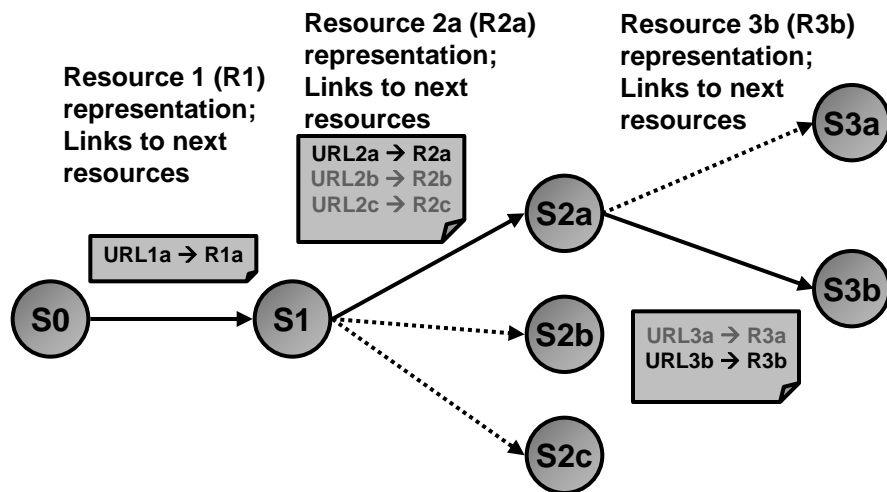 Resource 1 (R1)
representation;
Links to next
resources
Resource 2a (R2a)
representation;
Links to next
resources
Resource 3b (R3b)
representation;
Links to next
resources
URL1a → R1a
URL2a → R2a
URL2b → R2b
URL2c → R2c
URL3a → R3a
URL3b → R3b
S0
S1
S2a
S2b
S2c
S3a
S3b